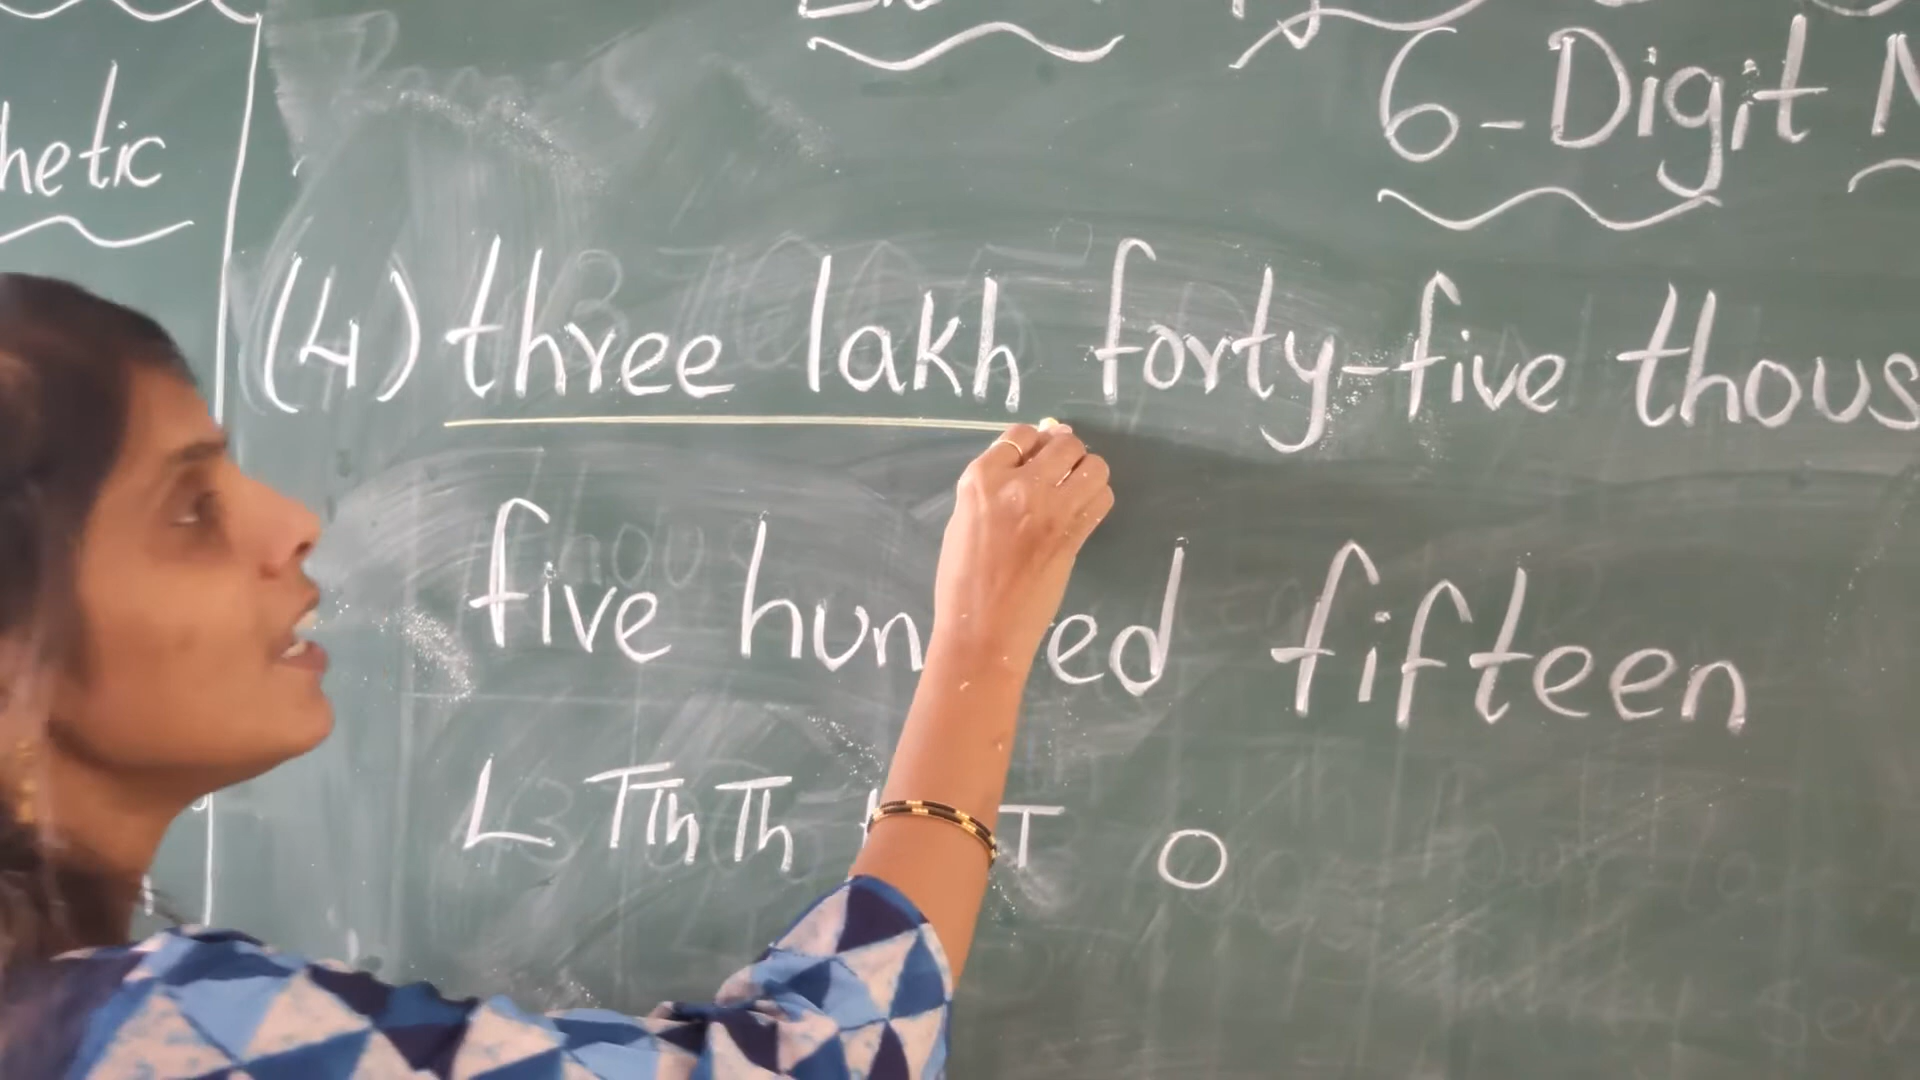 hetic
6-Digit N
(4) three lakh forty-five thous
five hun ed fifteen
L TTh Th T O